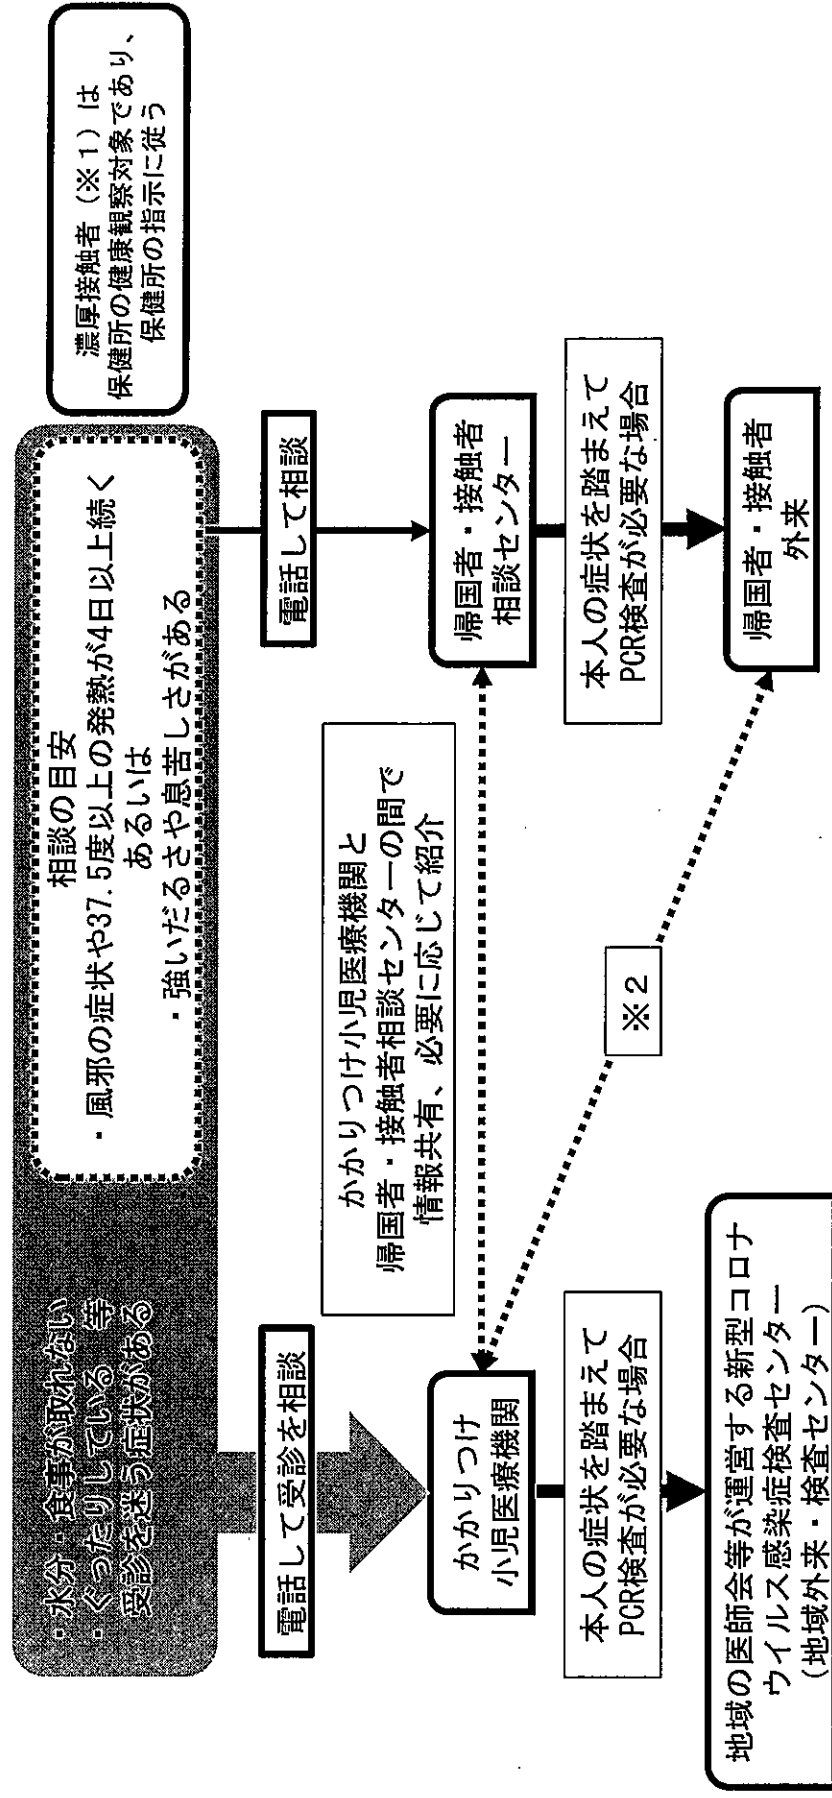 ・水分・食事が取れない
・ぐったりしている 等
受診を迷う症状がある
相談の目安
・風邪の症状や37.5度以上の発熱が4日以上続く
あるいは
・強いだるさや息苦しさがある
濃厚接触者(※1)は
保健所の健康観察対象であり、
保健所の指示に従う
電話して受診を相談
電話して相談
かかりつけ小児医療機関と
帰国者・接触者相談センターの間で
情報共有、必要に応じて紹介
かかりつけ
小児医療機関
帰国者・接触者
相談センター
本人の症状を踏まえて
PCR検査が必要な場合
※2
本人の症状を踏まえて
PCR検査が必要な場合
地域の医師会等が運営する新型コロナ
ウイルス感染症検査センター
(地域外来・検査センター)
帰国者・接触者
外来